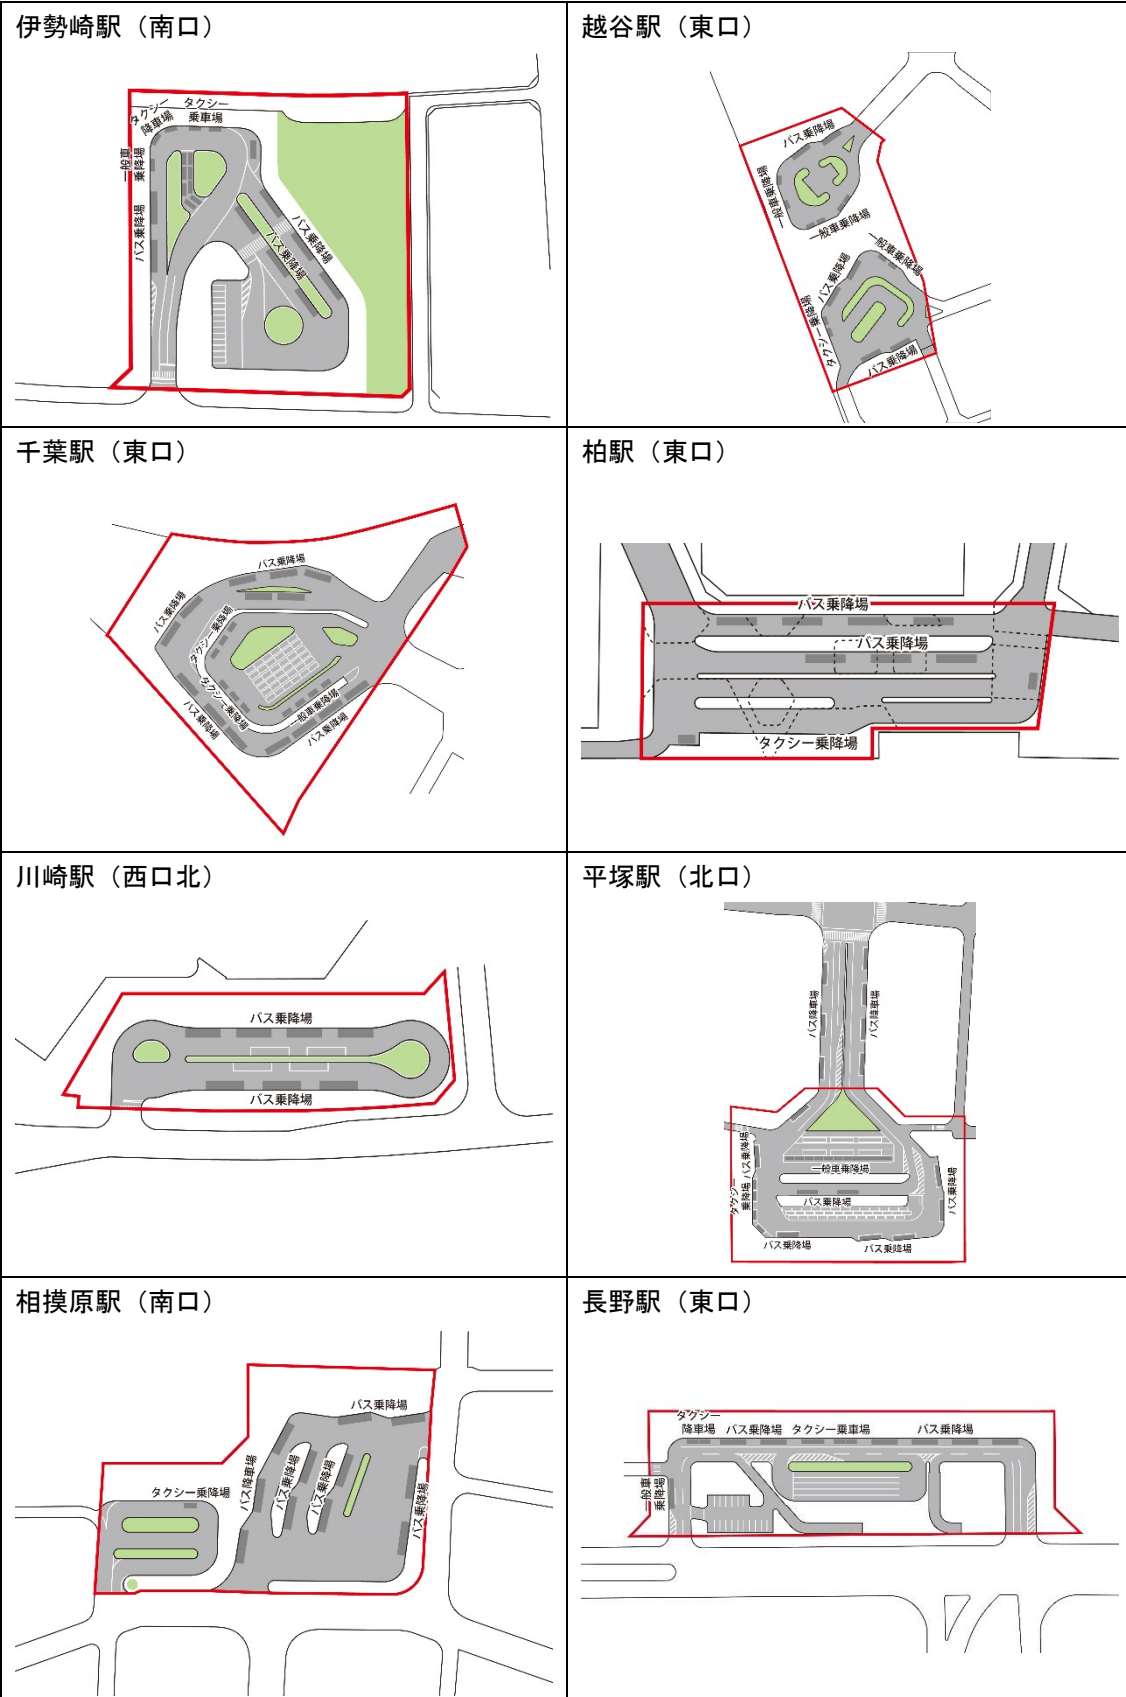 伊勢崎駅（南口）
タクシー
降車場
タクシー
乗車場
一般車
乗降場
バス乗降場
バス乗降場
バス乗降場
越谷駅（東口）
バス乗降場
一般車乗降場
一般車乗降場
一般車乗降場
バス乗降場
タクシー乗降場
バス乗降場
千葉駅（東口）
バス乗降場
バス乗降場
タクシー乗降場
タクシー乗降場
バス乗降場
一般車乗降場
バス乗降場
柏駅（東口）
バス乗降場
バス乗降場
タクシー乗降場
川崎駅（西口北）
バス乗降場
バス乗降場
平塚駅（北口）
バス降車場
バス降車場
バス乗降場
一般車乗降場
タクシー
乗降場
バス乗降場
バス乗降場
バス乗降場
バス乗降場
相摸原駅（南口）
バス乗降場
バス降車場
バス乗降場
バス乗降場
タクシー乗降場
バス乗降場
長野駅（東口）
タクシー
降車場
バス乗降場
タクシー乗車場
バス乗降場
一般車
乗降場